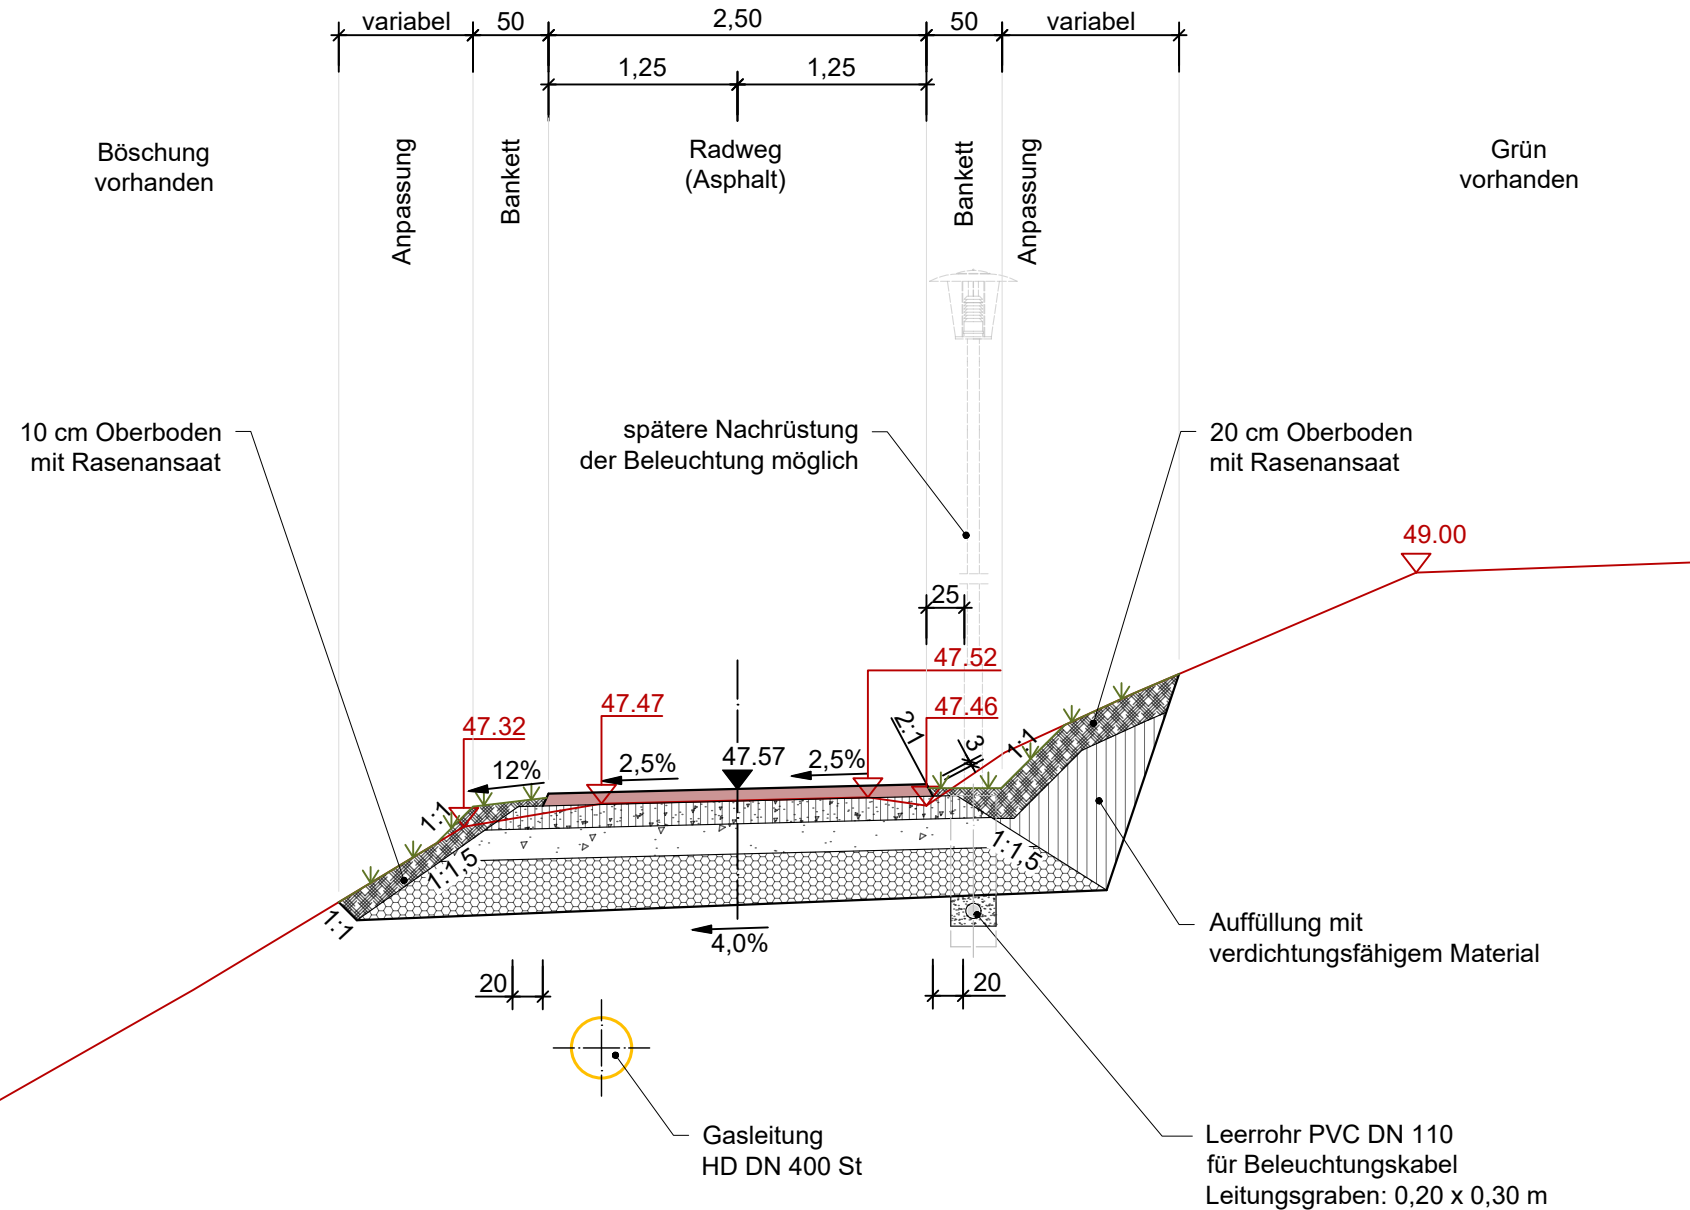 variabel
50
2,50
50
variabel
1,25
1,25
Böschung
vorhanden
Anpassung
Bankett
Radweg
(Asphalt)
Bankett
Anpassung
Grün
vorhanden
10 cm Oberboden
mit Rasenansaat
spätere Nachrüstung
der Beleuchtung möglich
20 cm Oberboden
mit Rasenansaat
49.00
25
47.52
47.47
47.46
47.32
2:1
3
1:1
47.57
2,5%
2,5%
12%
1:1
1:1,5
1:1,5
1:1
4,0%
Auffüllung mit
verdichtungsfähigem Material
20
20
Gasleitung
HD DN 400 St
Leerrohr PVC DN 110
für Beleuchtungskabel
Leitungsgraben: 0,20 x 0,30 m